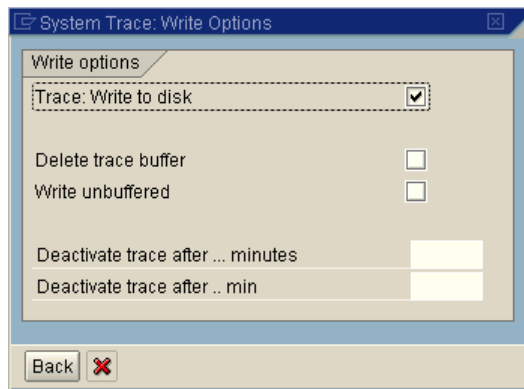 System Trace: Write Options
Write options
Trace: Write to disk
Delete trace buffer
Write unbuffered
Deactivate trace after ... minutes
Deactivate trace after .. min
Back